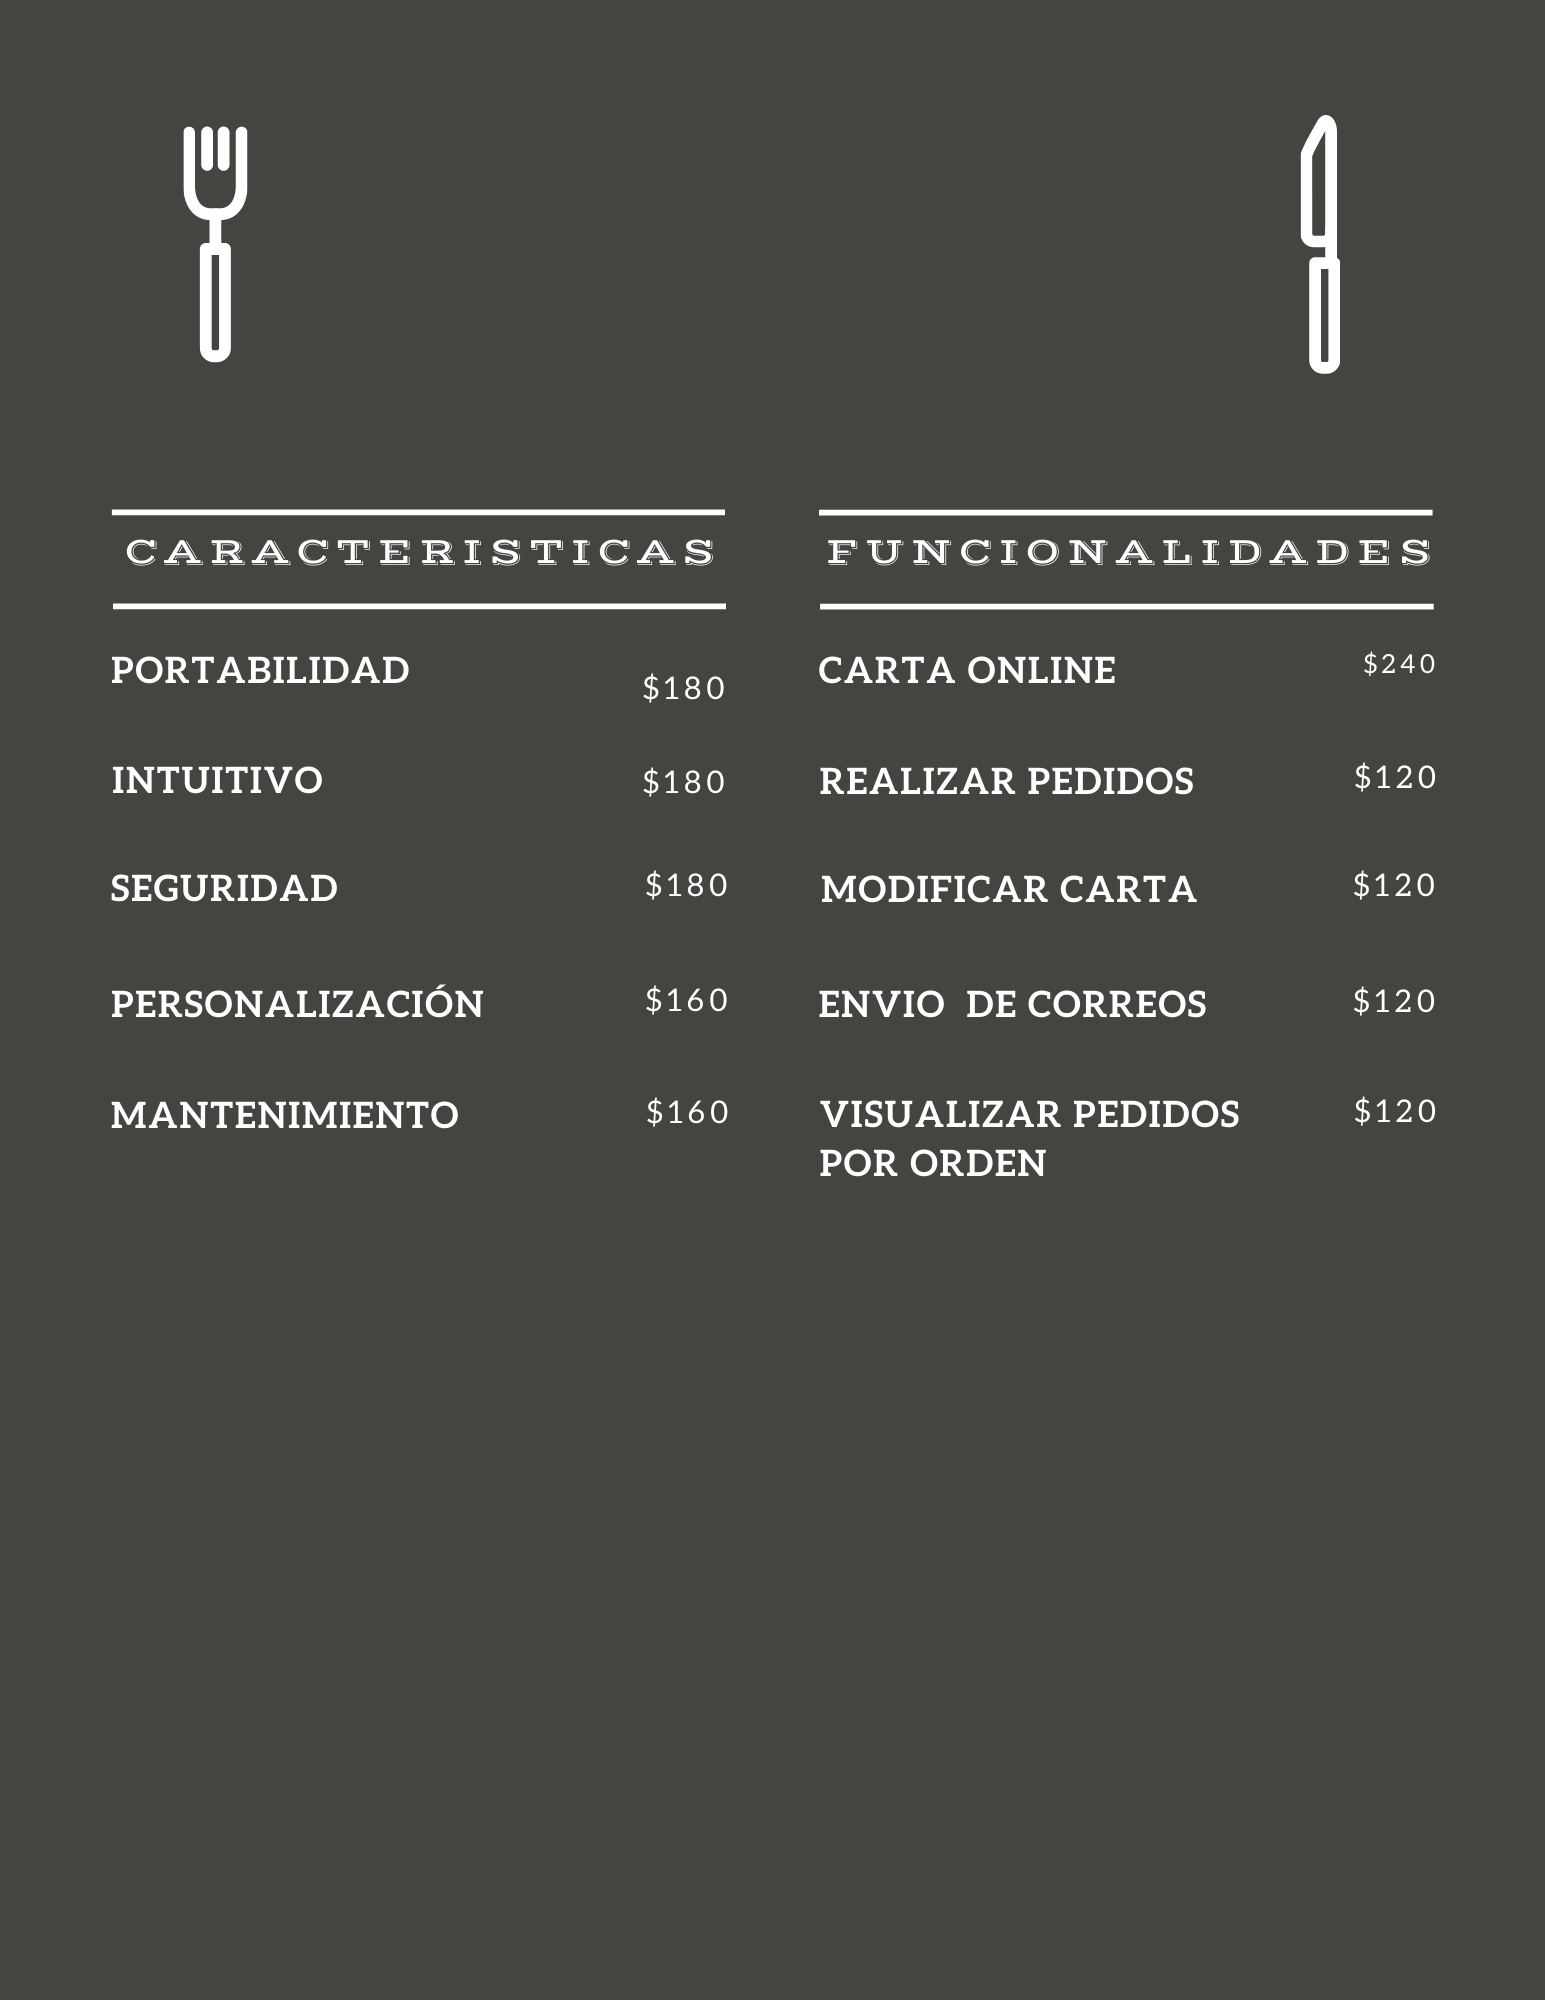 CARACTERISTICAS
PORTABILIDAD $180
INTUITIVO $180
SEGURIDAD $180
PERSONALIZACIÓN $160
MANTENIMIENTO $160
FUNCIONALIDADES
CARTA ONLINE $240
REALIZAR PEDIDOS $120
MODIFICAR CARTA $120
ENVIO DE CORREOS $120
VISUALIZAR PEDIDOS $120
POR ORDEN